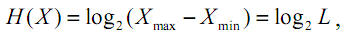 H(X) = log₂(X_max − X_min) = log₂ L ,